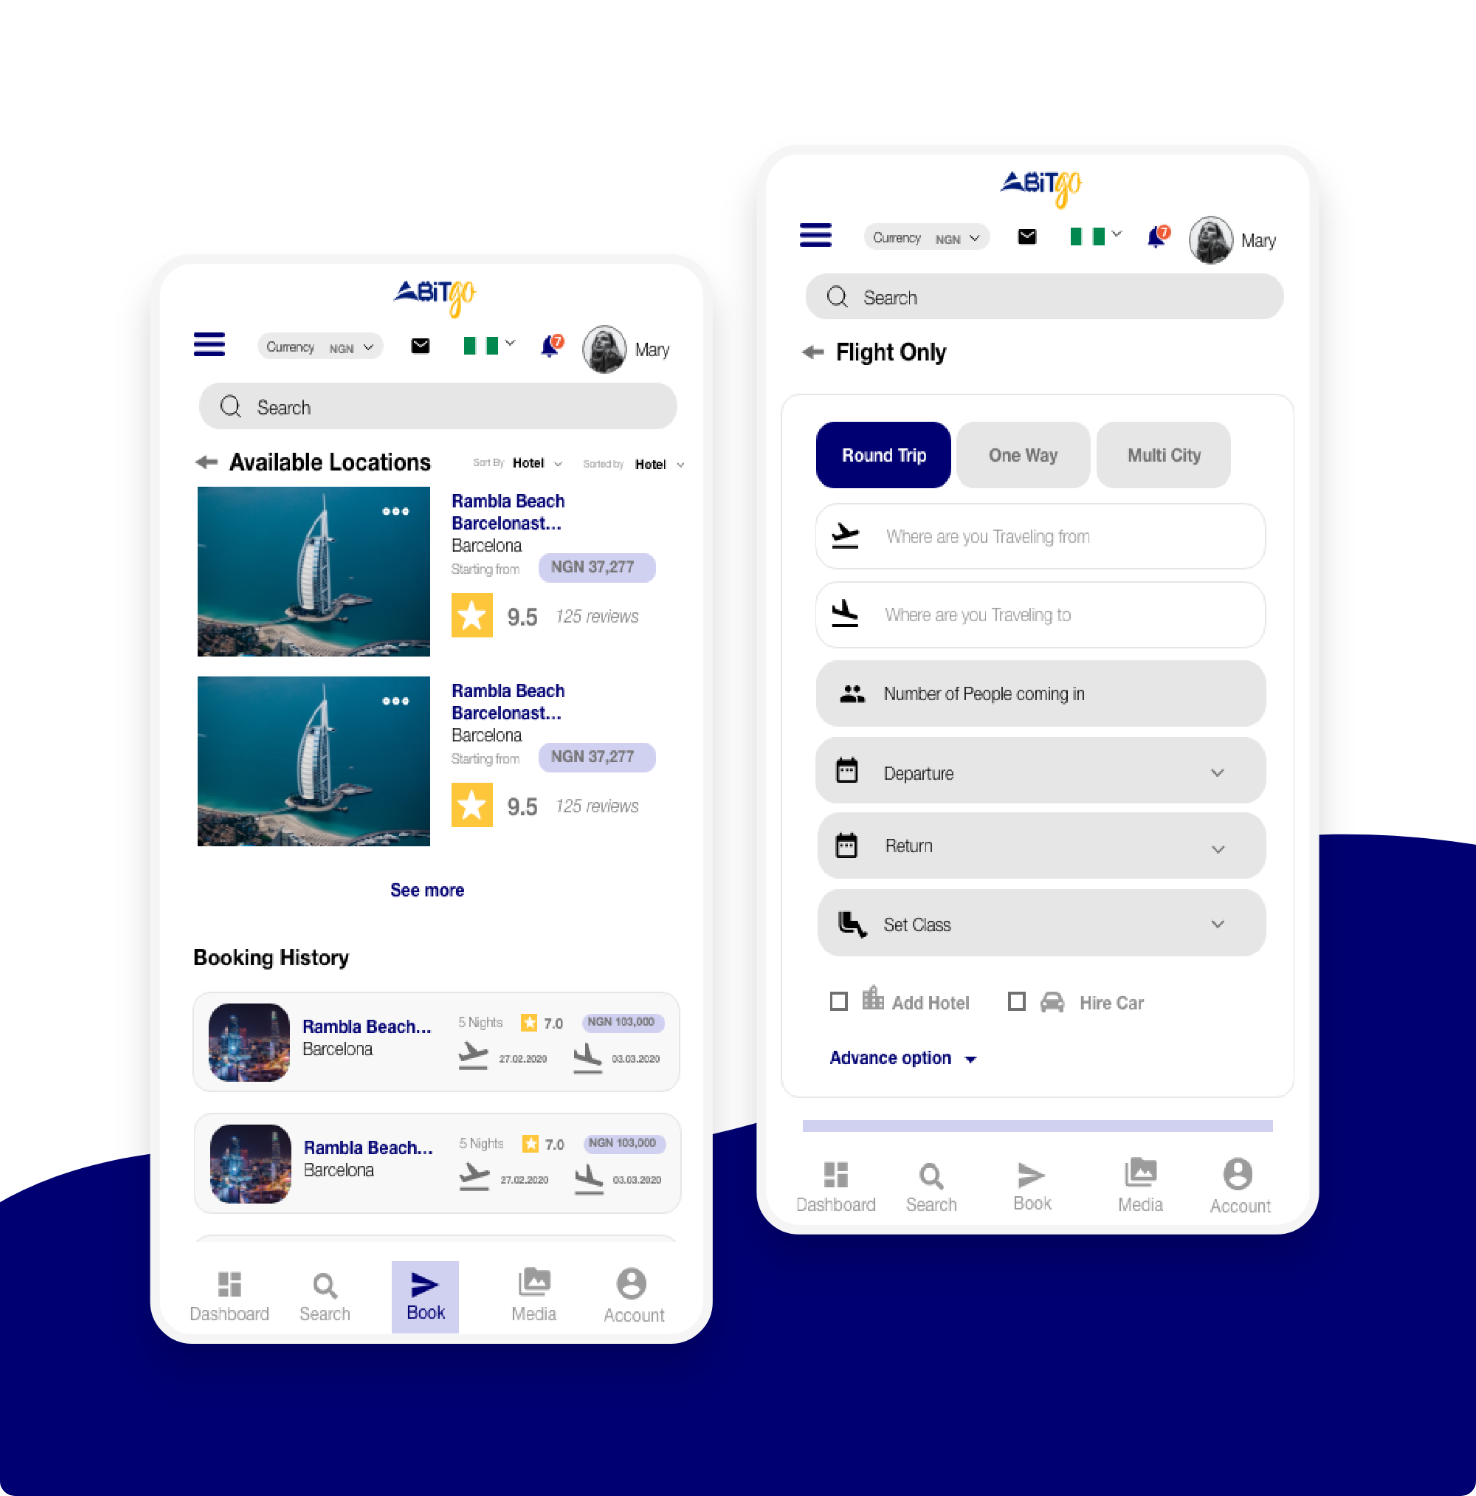 ABiTgo
Currency NGN
7
Mary
Search
Available Locations
Sort By Hotel
Sorted by Hotel
Rambla Beach
Barcelonast...
Barcelona
Starting from NGN 37,277
9.5 125 reviews
Rambla Beach
Barcelonast...
Barcelona
Starting from NGN 37,277
9.5 125 reviews
See more
Booking History
Rambla Beach...
Barcelona
5 Nights 7.0 NGN 103,000
27.02.2020 03.03.2020
Rambla Beach...
Barcelona
5 Nights 7.0 NGN 103,000
27.02.2020 03.03.2020
Dashboard Search Book Media Account
ABiTgo
Currency NGN
7
Mary
Search
Flight Only
Round Trip One Way Multi City
Where are you Traveling from
Where are you Traveling to
Number of People coming in
Departure
Return
Set Class
Add Hotel Hire Car
Advance option
Dashboard Search Book Media Account